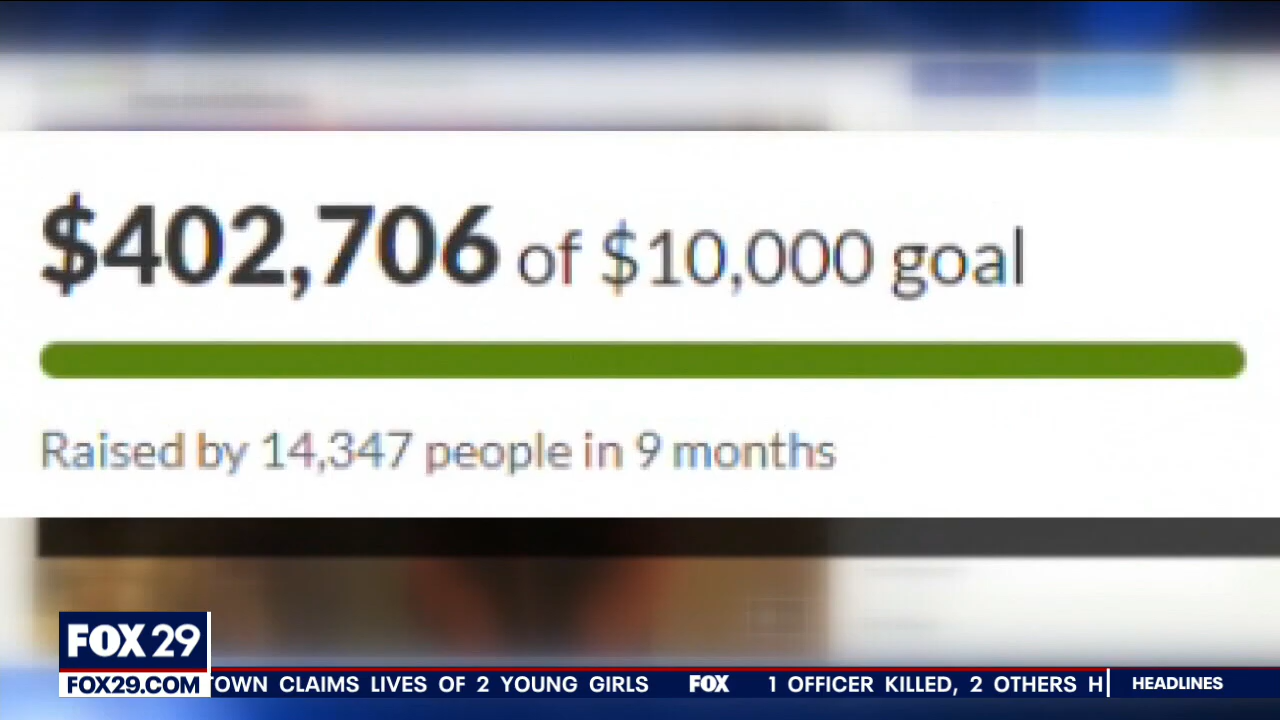 $402,706 of $10,000 goal
Raised by 14,347 people in 9 months
FOX 29
FOX29.COM
TOWN CLAIMS LIVES OF 2 YOUNG GIRLS FOX 1 OFFICER KILLED, 2 OTHERS H
HEADLINES